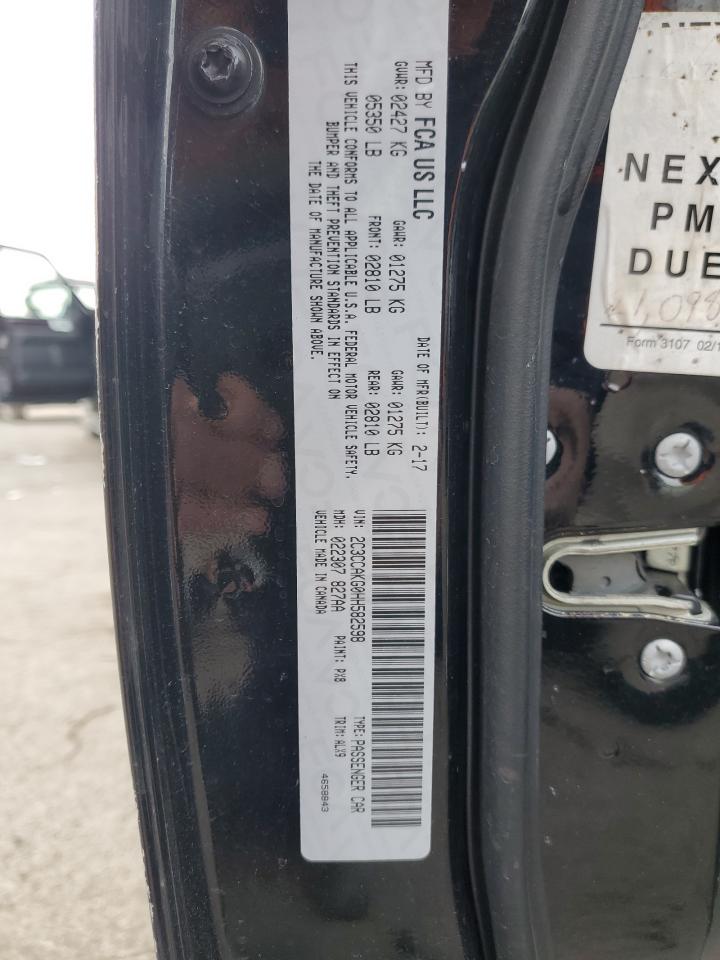 MFD BY FCA US LLC
DATE OF MFR(BUILT): 2-17
GVWR: 02427 KG GAWR: 01275 KG GAWR: 01275 KG
05350 LB FRONT: 02810 LB REAR: 02810 LB
THIS VEHICLE CONFORMS TO ALL APPLICABLE U.S.A. FEDERAL MOTOR VEHICLE SAFETY,
BUMPER AND THEFT PREVENTION STANDARDS IN EFFECT ON
THE DATE OF MANUFACTURE SHOWN ABOVE.
VIN: 2C3CCAKG0HH582598 TYPE: PASSENGER CAR
MDH: 022307 827AA PAINT: PX8 TRIM: ALX9
VEHICLE MADE IN CANADA
4658843
NEX
PM
DUE
Form 3107 02/1